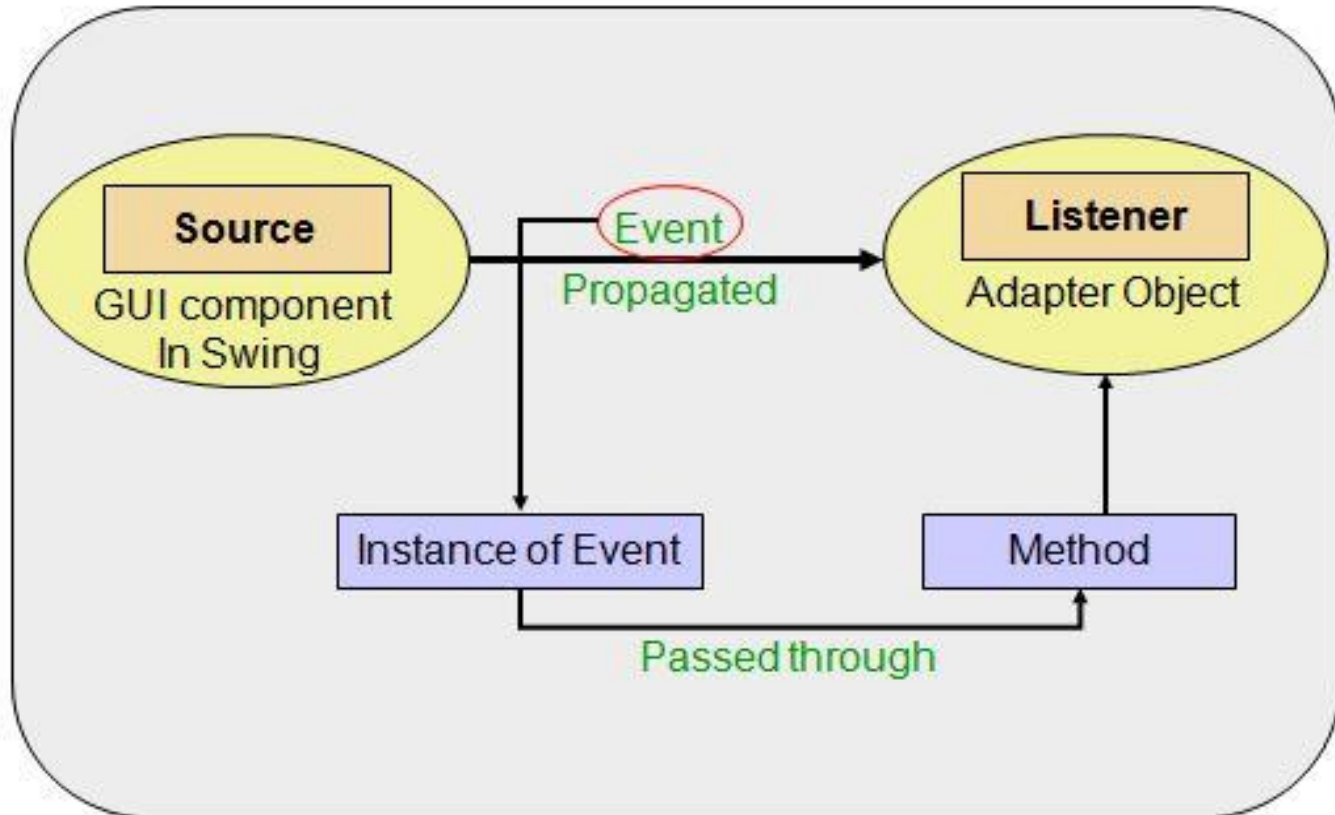 Source
GUI component
In Swing
Event
Propagated
Listener
Adapter Object
Instance of Event
Method
Passed through